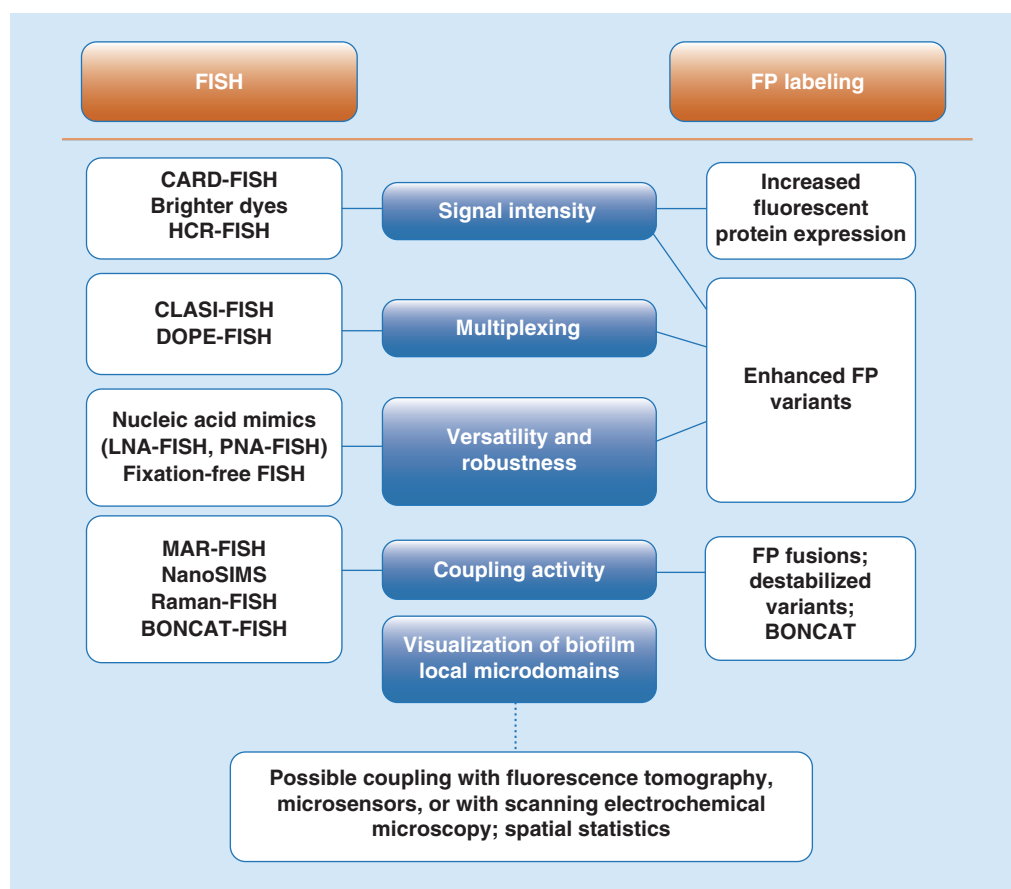 FISH
FP labeling
CARD-FISH
Brighter dyes
HCR-FISH
Signal intensity
Increased
fluorescent
protein expression
CLASI-FISH
DOPE-FISH
Multiplexing
Enhanced FP
variants
Nucleic acid mimics
(LNA-FISH, PNA-FISH)
Fixation-free FISH
Versatility and
robustness
MAR-FISH
NanoSIMS
Raman-FISH
BONCAT-FISH
Coupling activity
FP fusions;
destabilized
variants;
BONCAT
Visualization of biofilm
local microdomains
Possible coupling with fluorescence tomography,
microsensors, or with scanning electrochemical
microscopy; spatial statistics